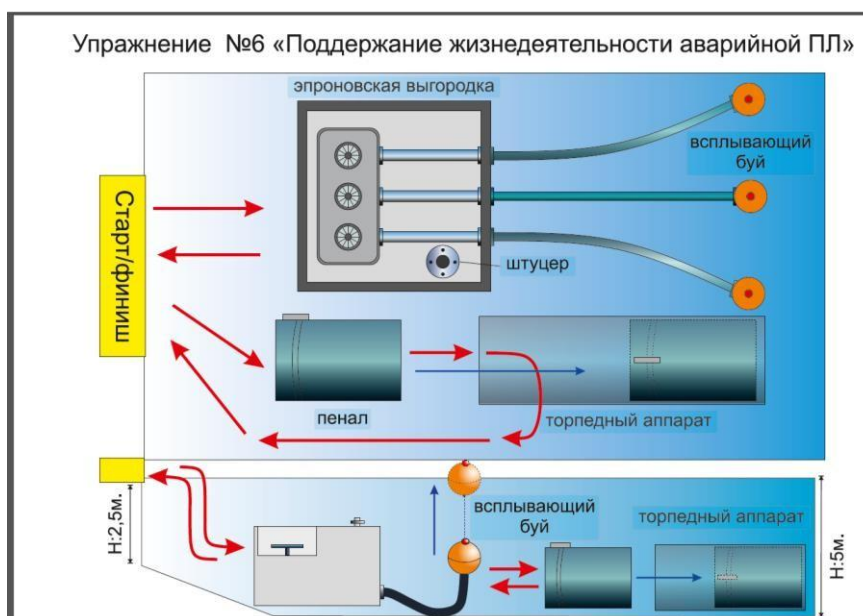 Упражнение №6 «Поддержание жизнедеятельности аварийной ПЛ»
эпроновская выгородка
всплывающий
буй
Старт/финиш
штуцер
пенал
торпедный аппарат
Н:2,5м.
всплывающий
буй
торпедный аппарат
Н:5м.